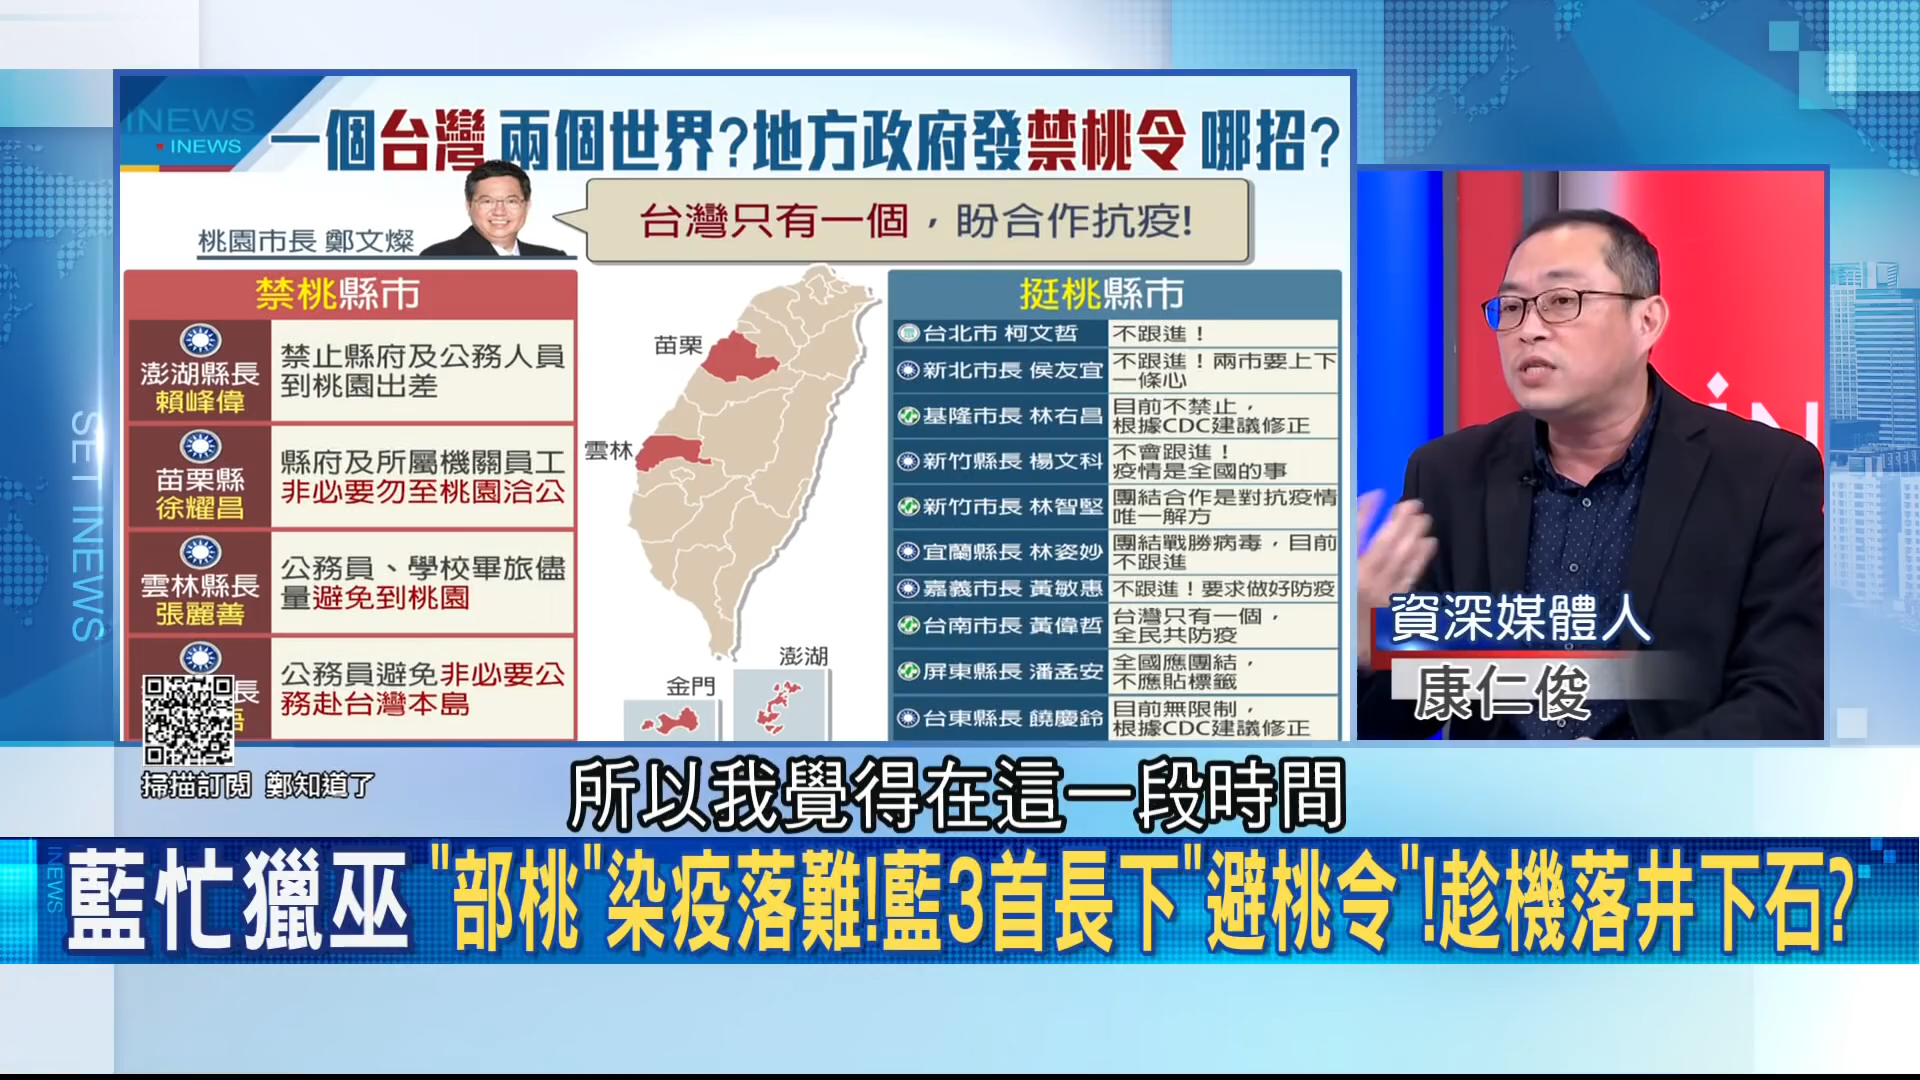 INEWS
INEWS
一個台灣 兩個世界?地方政府發禁桃令 哪招?
桃園市長 鄭文燦
台灣只有一個，盼合作抗疫!
禁桃縣市
澎湖縣長
賴峰偉
禁止縣府及公務人員
到桃園出差
苗栗縣
徐耀昌
縣府及所屬機關員工
非必要勿至桃園洽公
雲林縣長
張麗善
公務員、學校畢旅儘
量避免到桃園
長
公務員避免非必要公
務赴台灣本島
苗栗
雲林
金門
澎湖
挺桃縣市
台北市 柯文哲
不跟進！
新北市長 侯友宜
不跟進！兩市要上下
一條心
基隆市長 林右昌
目前不禁止，
根據CDC建議修正
新竹縣長 楊文科
不會跟進！
疫情是全國的事
新竹市長 林智堅
團結合作是對抗疫情
唯一解方
宜蘭縣長 林姿妙
團結戰勝病毒，目前
不跟進
嘉義市長 黃敏惠
不跟進！要求做好防疫
台南市長 黃偉哲
台灣只有一個，
全民共防疫
屏東縣長 潘孟安
全國應團結，
不應貼標籤
台東縣長 饒慶鈴
目前無限制，
根據CDC建議修正
SET INEWS
iN
資深媒體人
康仁俊
掃描訂閱 鄭知道了
所以我覺得在這一段時間
INEWS
藍忙獵巫
"部桃"染疫落難!藍3首長下"避桃令"!趁機落井下石?